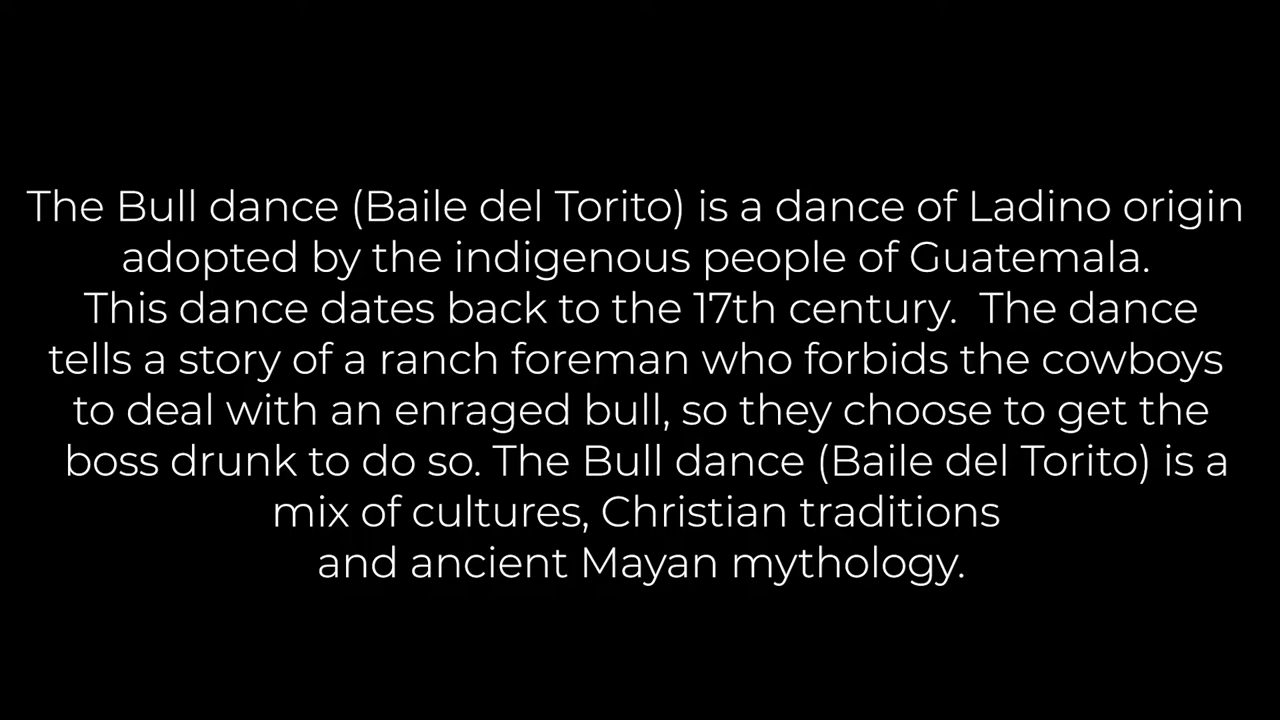 The Bull dance (Baile del Torito) is a dance of Ladino origin
adopted by the indigenous people of Guatemala.
This dance dates back to the 17th century.  The dance
tells a story of a ranch foreman who forbids the cowboys
to deal with an enraged bull, so they choose to get the
boss drunk to do so. The Bull dance (Baile del Torito) is a
mix of cultures, Christian traditions
and ancient Mayan mythology.